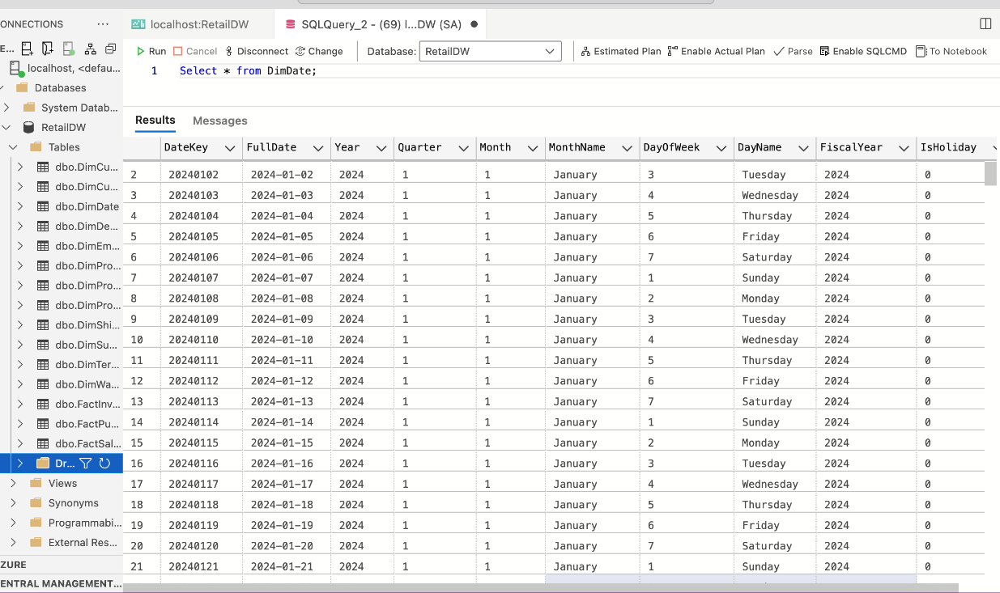 ONNECTIONS ...
localhost:RetailDW
SQLQuery_2 - (69) l...DW (SA)
E...
Run Cancel Disconnect Change Database: RetailDW Estimated Plan Enable Actual Plan Parse Enable SQLCMD To Notebook
localhost, <defau...
Databases
System Datab...
RetailDW
Tables
dbo.DimCu...
dbo.DimCu...
dbo.DimDate
dbo.DimDe...
dbo.DimEm...
dbo.DimPro...
dbo.DimPro...
dbo.DimPro...
dbo.DimShi...
dbo.DimSu...
dbo.DimTer...
dbo.DimWa...
dbo.FactInv...
dbo.FactPu...
dbo.FactSal...
Dr...
Views
Synonyms
Programmabi...
External Res...
ZURE
ENTRAL MANAGEMENT...
1 Select * from DimDate;
Results Messages
DateKey FullDate Year Quarter Month MonthName DayOfWeek DayName FiscalYear IsHoliday
2 20240102 2024-01-02 2024 1 1 January 3 Tuesday 2024 0
3 20240103 2024-01-03 2024 1 1 January 4 Wednesday 2024 0
4 20240104 2024-01-04 2024 1 1 January 5 Thursday 2024 0
5 20240105 2024-01-05 2024 1 1 January 6 Friday 2024 0
6 20240106 2024-01-06 2024 1 1 January 7 Saturday 2024 0
7 20240107 2024-01-07 2024 1 1 January 1 Sunday 2024 0
8 20240108 2024-01-08 2024 1 1 January 2 Monday 2024 0
9 20240109 2024-01-09 2024 1 1 January 3 Tuesday 2024 0
10 20240110 2024-01-10 2024 1 1 January 4 Wednesday 2024 0
11 20240111 2024-01-11 2024 1 1 January 5 Thursday 2024 0
12 20240112 2024-01-12 2024 1 1 January 6 Friday 2024 0
13 20240113 2024-01-13 2024 1 1 January 7 Saturday 2024 0
14 20240114 2024-01-14 2024 1 1 January 1 Sunday 2024 0
15 20240115 2024-01-15 2024 1 1 January 2 Monday 2024 0
16 20240116 2024-01-16 2024 1 1 January 3 Tuesday 2024 0
17 20240117 2024-01-17 2024 1 1 January 4 Wednesday 2024 0
18 20240118 2024-01-18 2024 1 1 January 5 Thursday 2024 0
19 20240119 2024-01-19 2024 1 1 January 6 Friday 2024 0
20 20240120 2024-01-20 2024 1 1 January 7 Saturday 2024 0
21 20240121 2024-01-21 2024 1 1 January 1 Sunday 2024 0